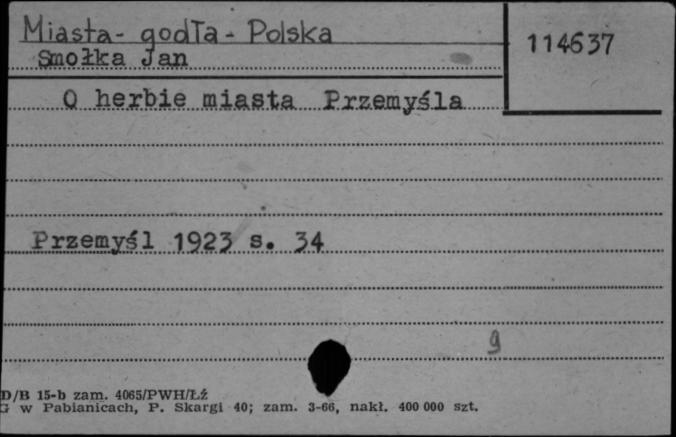 Miasta- godła- Polska
114637
Smołka Jan
O herbie miasta Przemyśla
Przemyśl 1923 s. 34
9
D/B 15-b zam. 4065/PWH/Łź
G w Pabianicach, P. Skargi 40; zam. 3-66, nakł. 400 000 szt.